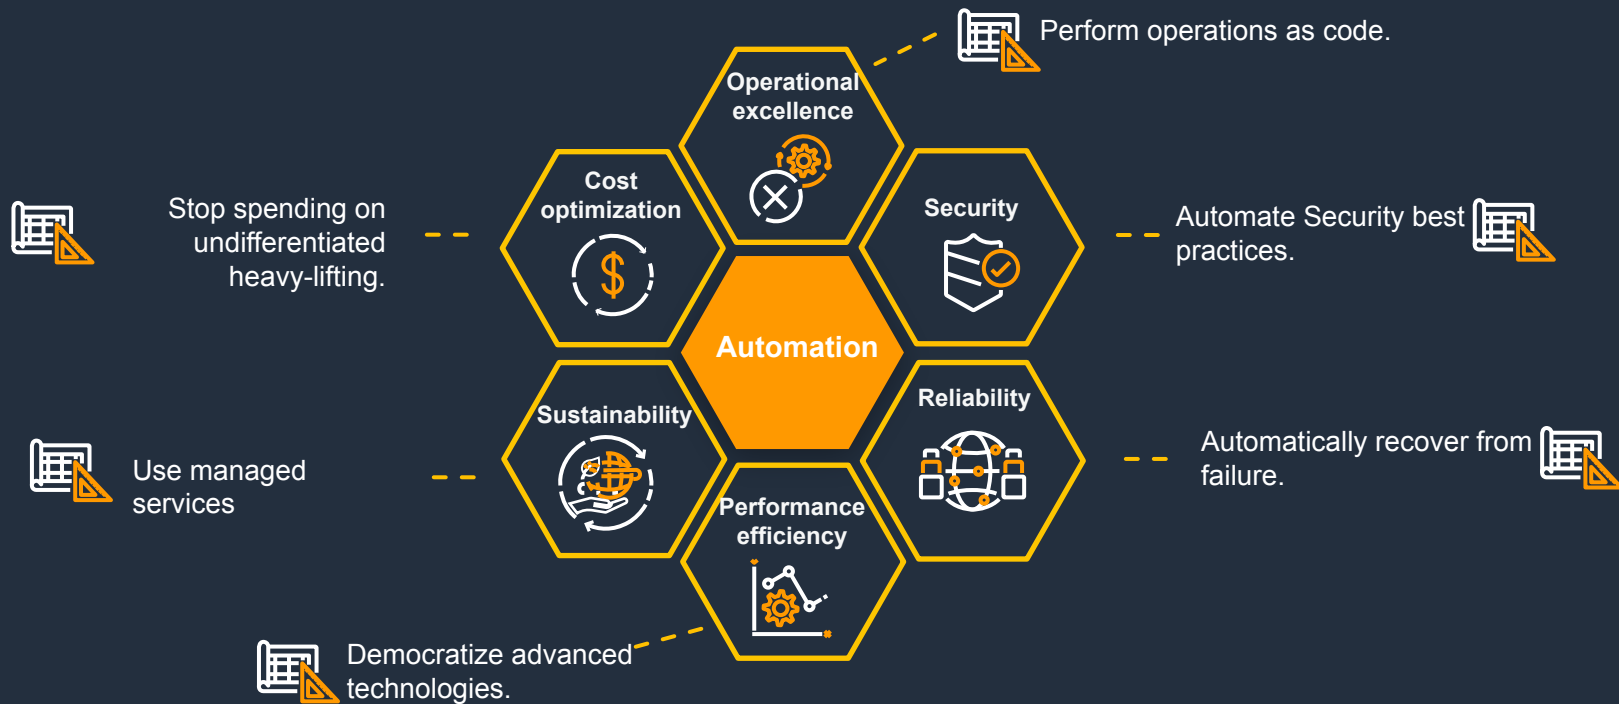 Perform operations as code.
Operational
excellence
Cost
optimization
Security
Stop spending on
undifferentiated
heavy-lifting.
Automate Security best
practices.
Automation
Sustainability
Reliability
Use managed
services
Automatically recover from
failure.
Performance
efficiency
Democratize advanced
technologies.